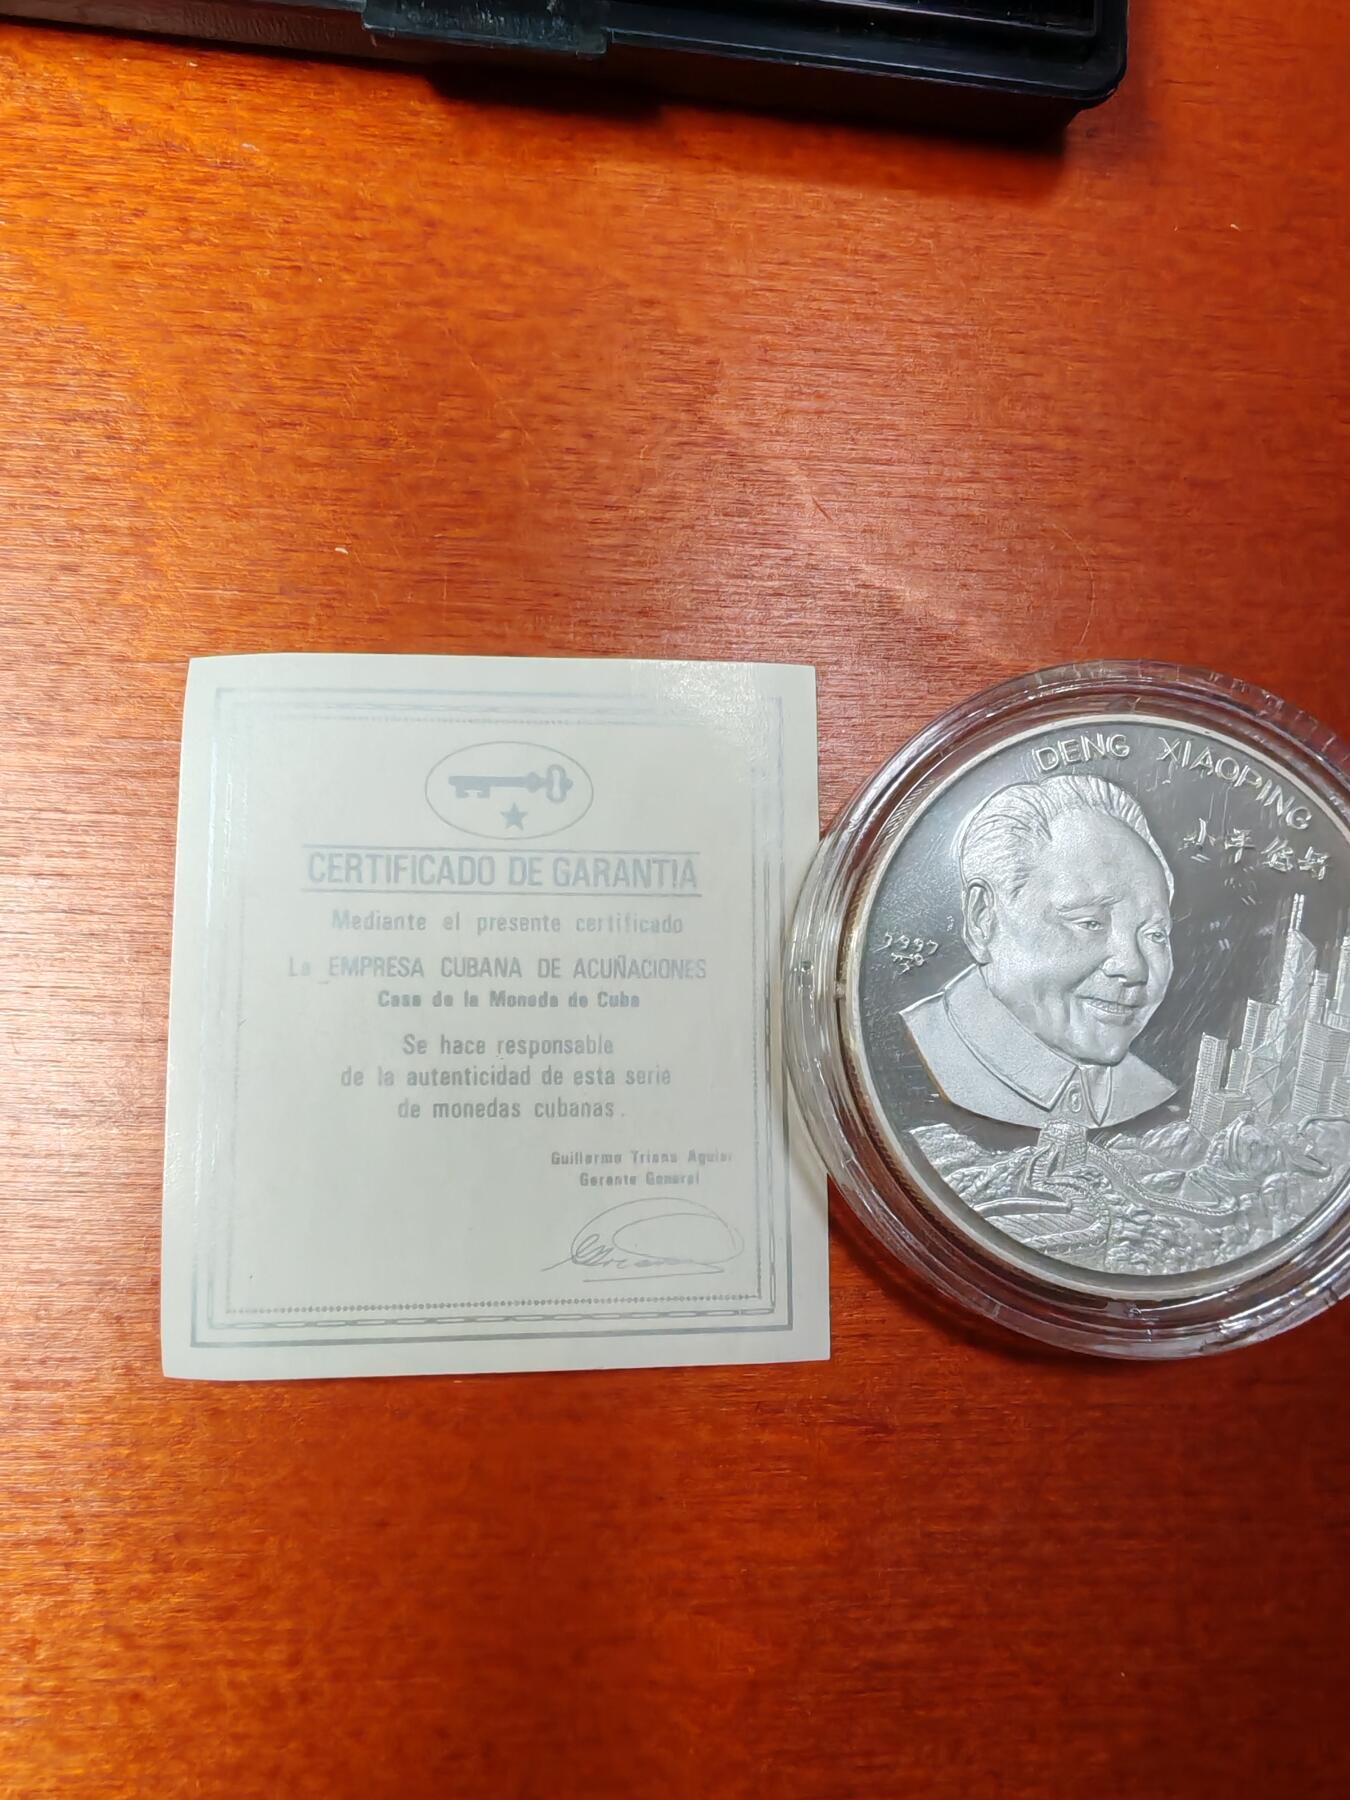 CERTIFICADO DE GARANTIA
Mediante el presente certificado
La EMPRESA CUBANA DE ACUÑACIONES
Casa de la Moneda de Cuba
Se hace responsable
de la autenticidad de esta serie
de monedas cubanas.
Guillermo Triana Aguiar
Gerente General
DENG XIAOPING
小平您好
1997